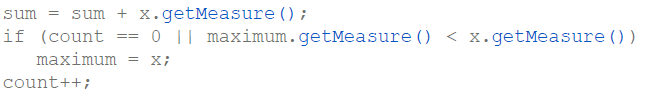 sum = sum + x.getMeasure();
if (count == 0 || maximum.getMeasure() < x.getMeasure())
   maximum = x;
count++;